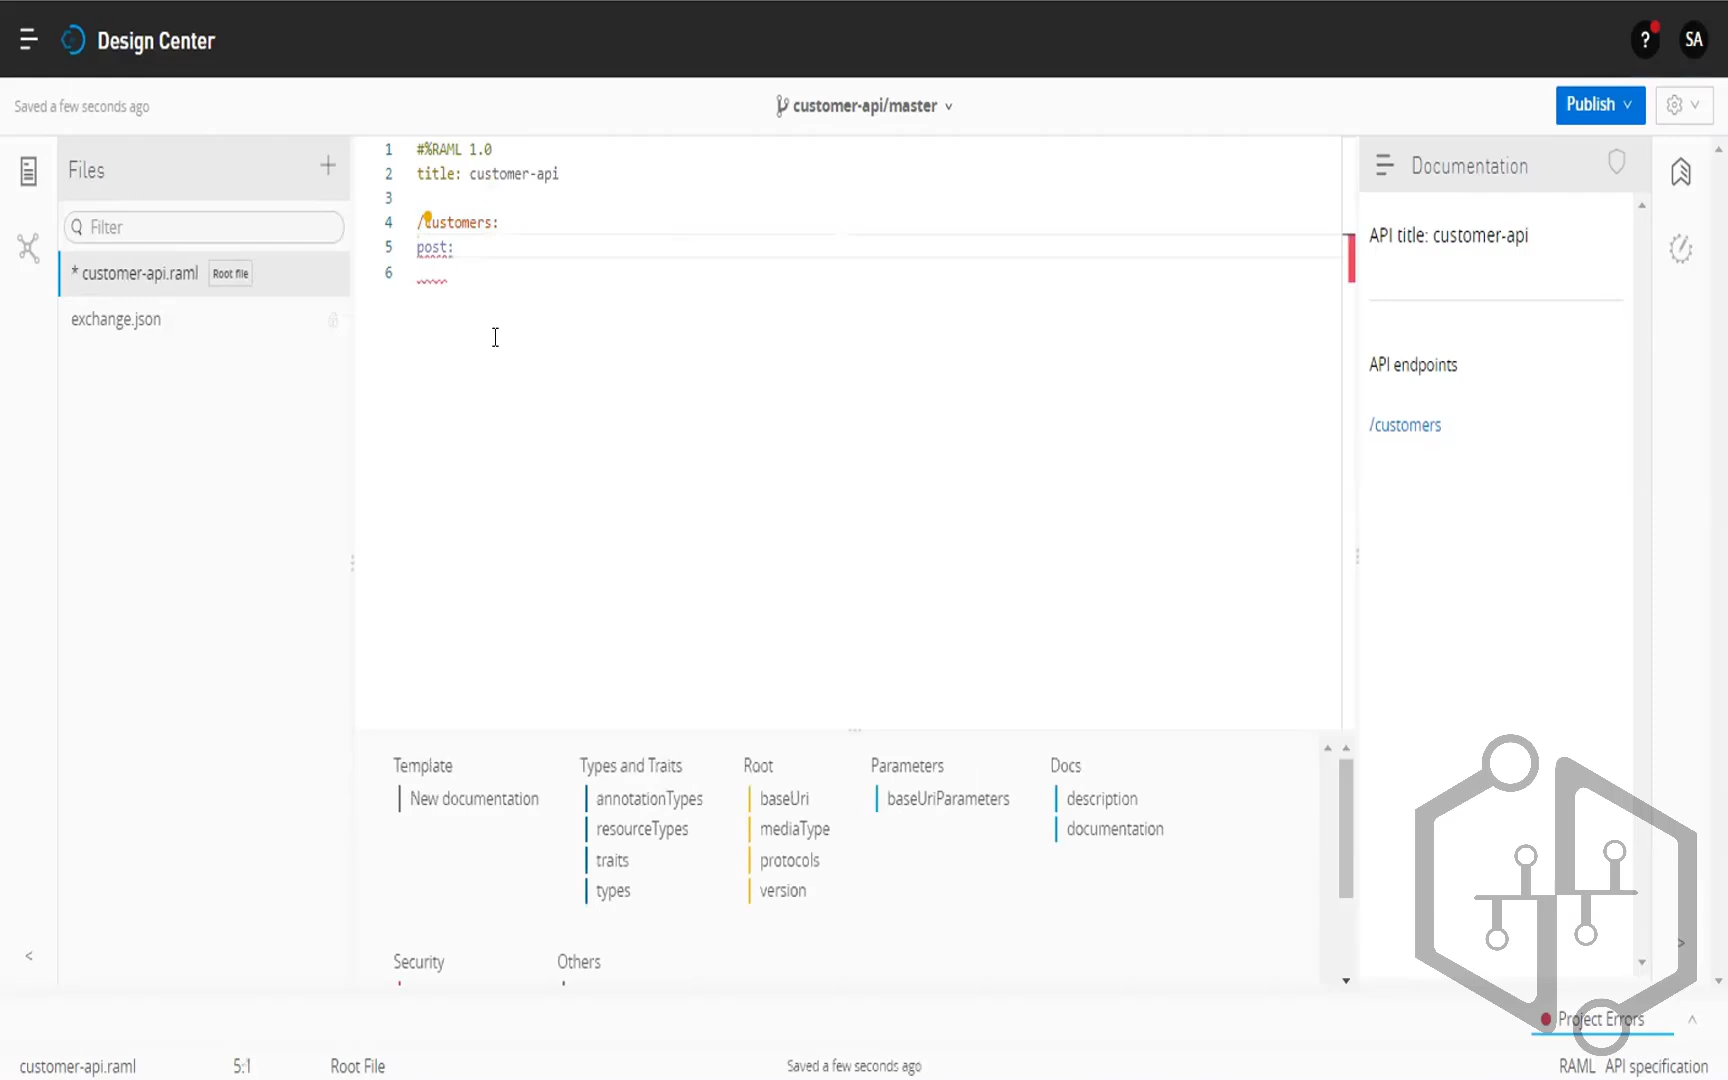 Design Center
?
SA
Saved a few seconds ago
customer-api/master
Publish
Files
Filter
* customer-api.raml Root file
exchange.json
1 #%RAML 1.0
2 title: customer-api
3
4 /customers:
5 post:
6
Documentation
API title: customer-api
API endpoints
/customers
Template
New documentation
Types and Traits
annotationTypes
resourceTypes
traits
types
Root
baseUri
mediaType
protocols
version
Parameters
baseUriParameters
Docs
description
documentation
Security
Others
Project Errors
customer-api.raml 5:1 Root File Saved a few seconds ago RAML API specification